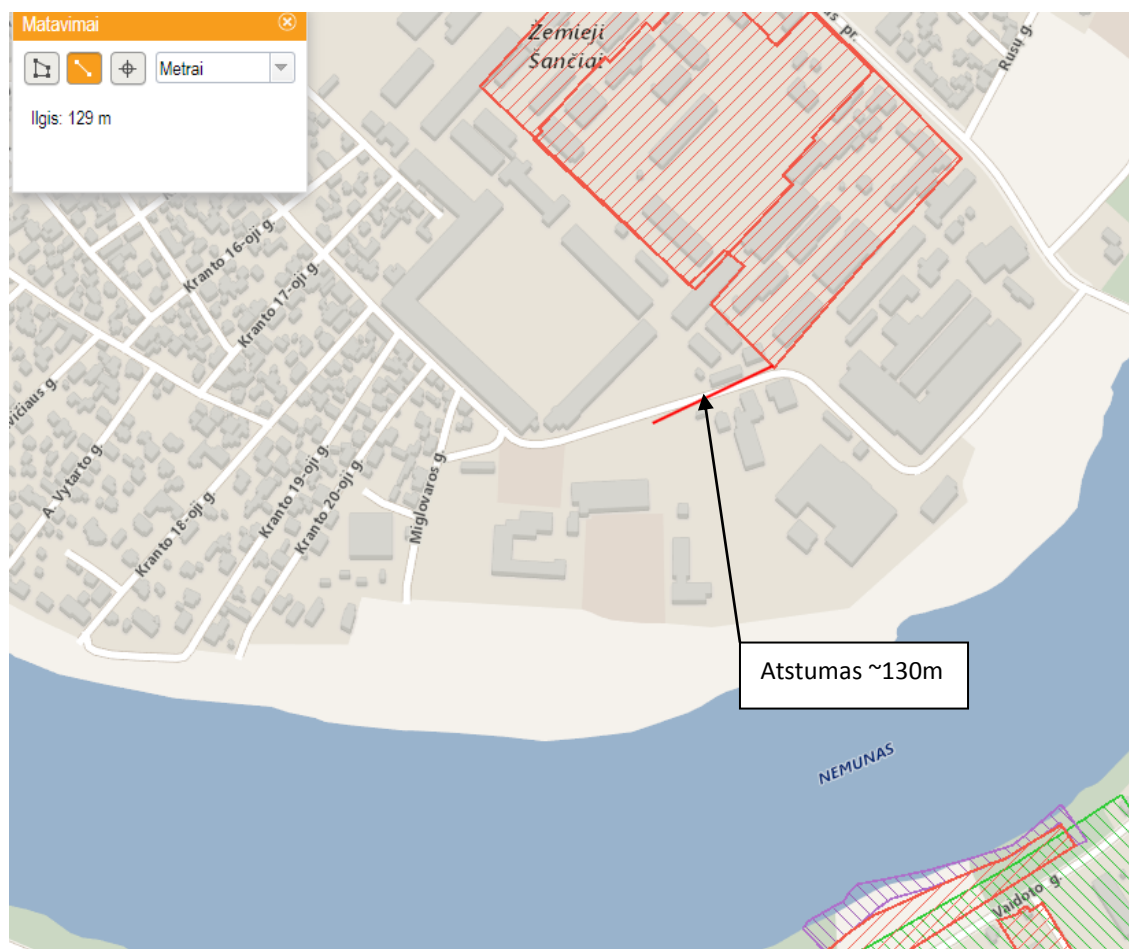 Matavimai
Metrai
Ilgis: 129 m
Žemieji
Šančiai
pr.
Rusų g.
Kranto 16-oji g.
Kranto 17-oji g.
A. Vytarto g.
Kranto 18-oji g.
Kranto 19-oji g.
Kranto 20-oji g.
Miglovaros g.
Atstumas ~130m
NEMUNAS
Vaidoto g.